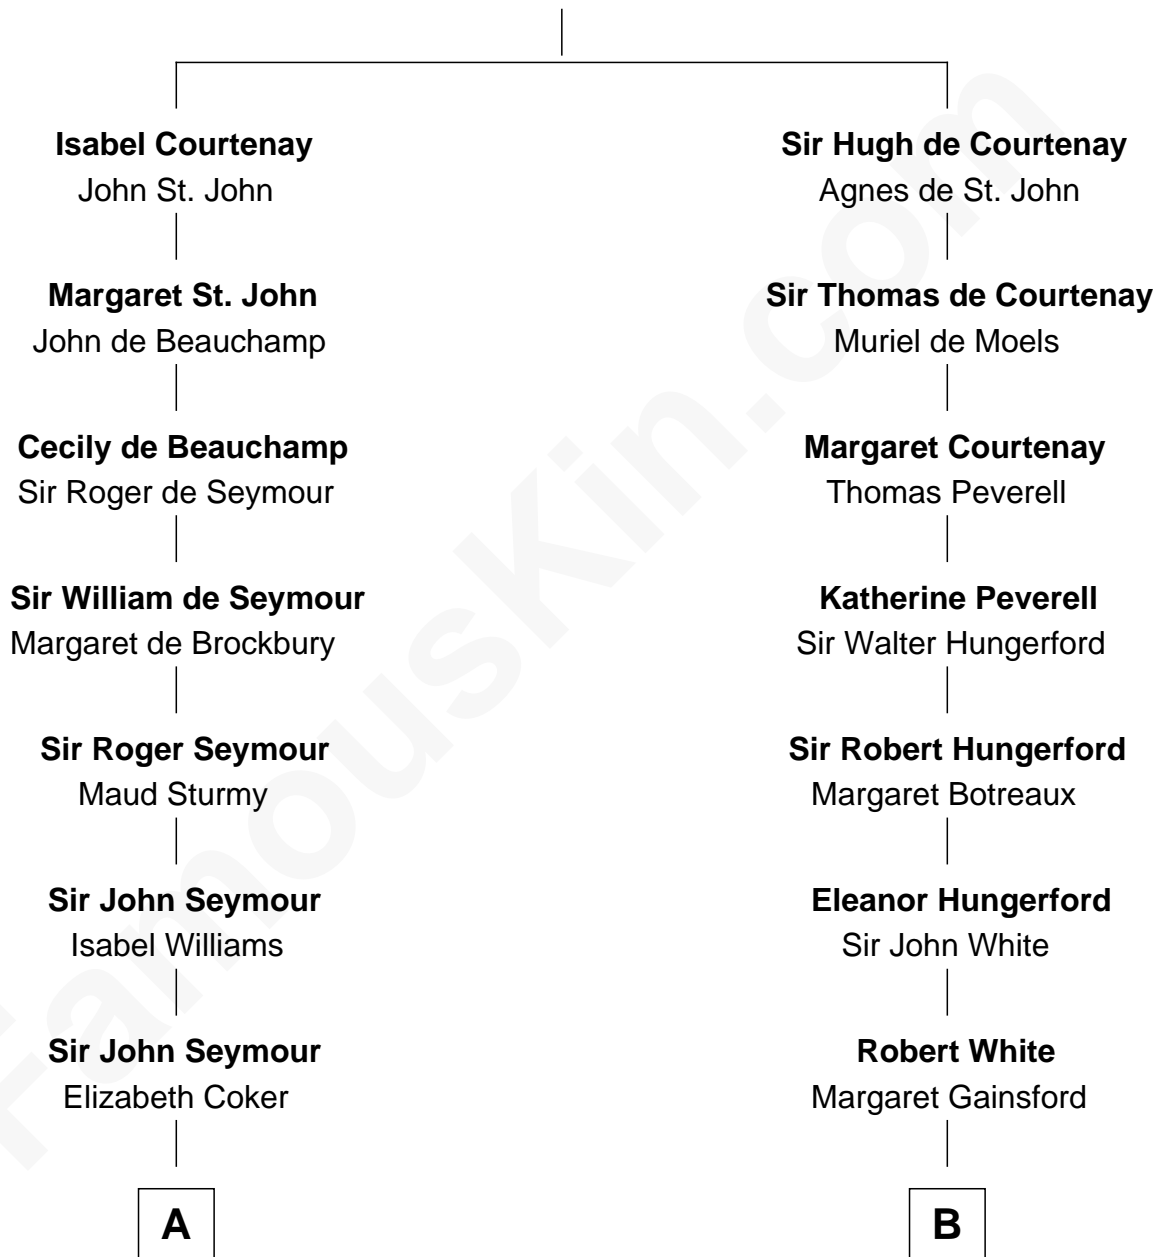 Isabel Courtenay
John St. John
Margaret St. John
John de Beauchamp
Cecily de Beauchamp
Sir Roger de Seymour
Sir William de Seymour
Margaret de Brockbury
Sir Roger Seymour
Maud Sturmy
Sir John Seymour
Isabel Williams
Sir John Seymour
Elizabeth Coker
A
Sir Hugh de Courtenay
Agnes de St. John
Sir Thomas de Courtenay
Muriel de Moels
Margaret Courtenay
Thomas Peverell
Katherine Peverell
Sir Walter Hungerford
Sir Robert Hungerford
Margaret Botreaux
Eleanor Hungerford
Sir John White
Robert White
Margaret Gainsford
B
FamousKin.com